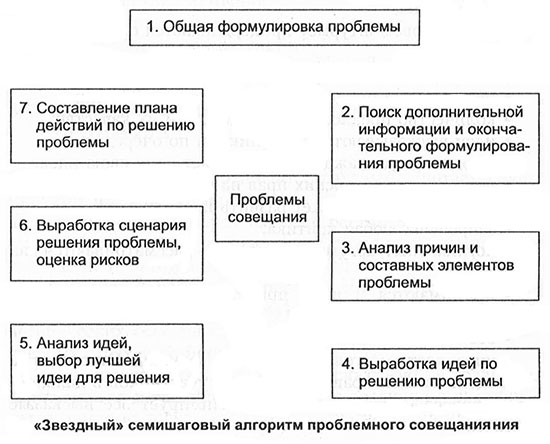 1. Общая формулировка проблемы
7. Составление плана
действий по решению
проблемы
2. Поиск дополнительной
информации и оконча-
тельного формулирова-
ния проблемы
Проблемы
совещания
6. Выработка сценария
решения проблемы,
оценка рисков
3. Анализ причин и
составных элементов
проблемы
5. Анализ идей,
выбор лучшей
идеи для решения
4. Выработка идей по
решению проблемы
«Звездный» семишаговый алгоритм проблемного совещанияния